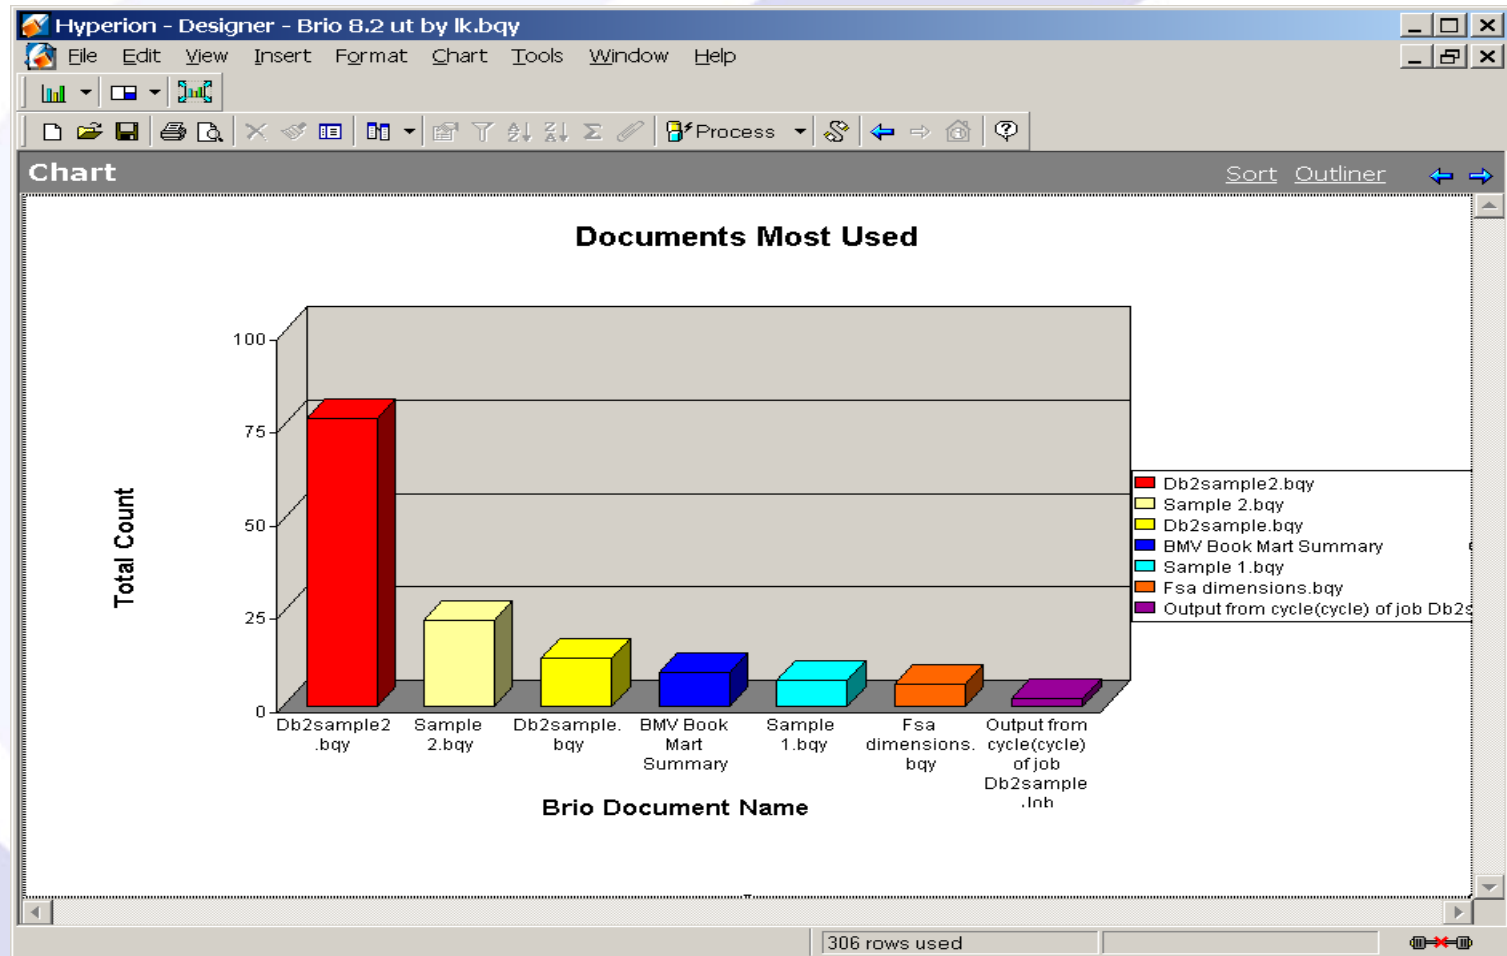 Hyperion - Designer - Brio 8.2 ut by lk.bqy
File Edit View Insert Format Chart Tools Window Help
Process
Chart
Sort Outliner
Documents Most Used
100
75
50
25
0
Total Count
Db2sample2
.bqy
Sample
2.bqy
Db2sample.
bqy
BMV Book
Mart
Summary
Sample
1.bqy
Fsa
dimensions.
bqy
Output from
cycle(cycle)
of job
Db2sample
.Job
Brio Document Name
Db2sample2.bqy
Sample 2.bqy
Db2sample.bqy
BMV Book Mart Summary
Sample 1.bqy
Fsa dimensions.bqy
Output from cycle(cycle) of job Db2s
306 rows used